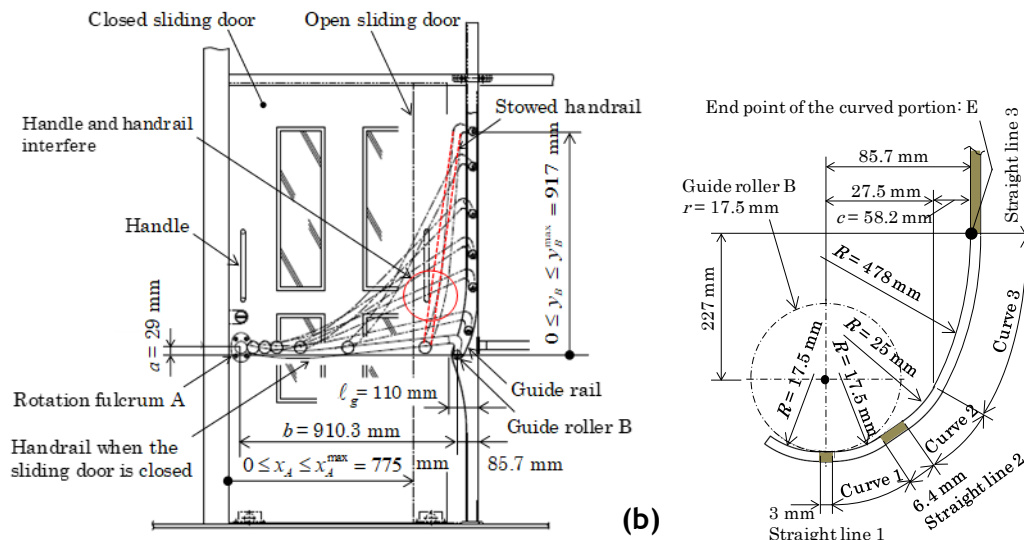 Closed sliding door
Open sliding door
Handle and handrail
interfere
Stowed handrail
Handle
0 ≤ y_B ≤ y_B^max = 917 mm
a = 29 mm
Rotation fulcrum A
ℓ_g = 110 mm
Guide rail
Handrail when the
sliding door is closed
b = 910.3 mm
Guide roller B
0 ≤ x_A ≤ x_A^max = 775 mm
85.7 mm
(b)
End point of the curved portion: E
85.7 mm
Guide roller B
r = 17.5 mm
27.5 mm
c = 58.2 mm
Straight line 3
R = 478 mm
227 mm
R = 25 mm
R = 17.5 mm
R = 17.5 mm
Curve 3
Curve 2
Curve 1
6.4 mm
Straight line 2
3 mm
Straight line 1